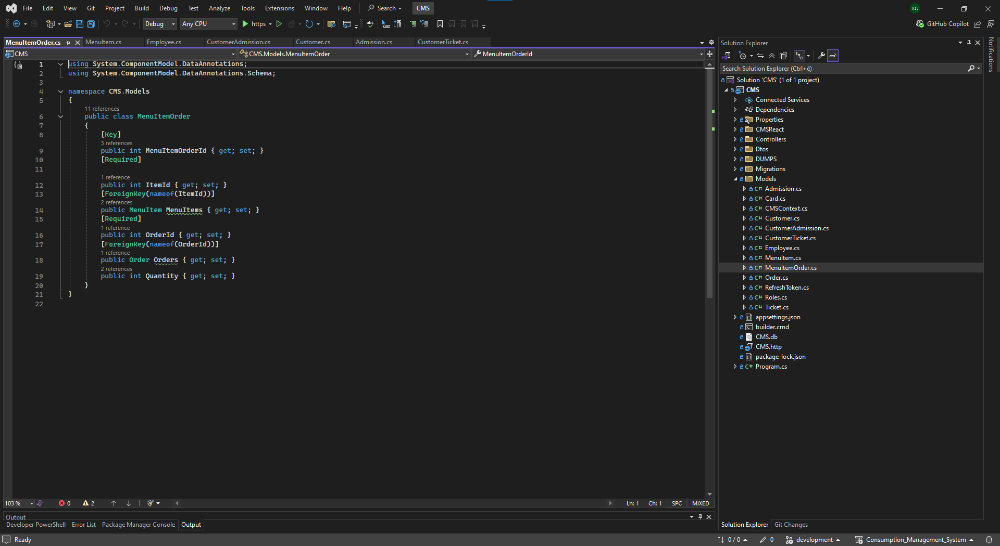 File Edit View Git Project Build Debug Test Analyze Tools Extensions Window Help Search CMS BO
Debug Any CPU https GitHub Copilot
MenuItemOrder.cs MenuItem.cs Employee.cs CustomerAdmission.cs Customer.cs Admission.cs CustomerTicket.cs
CMS CMS.Models.MenuItemOrder MenuItemOrderId
1 using System.ComponentModel.DataAnnotations;
2 using System.ComponentModel.DataAnnotations.Schema;
3
4 namespace CMS.Models
5 {
11 references
6 public class MenuItemOrder
7 {
8 [Key]
3 references
9 public int MenuItemOrderId { get; set; }
10 [Required]
11
1 reference
12 public int ItemId { get; set; }
13 [ForeignKey(nameof(ItemId))]
2 references
14 public MenuItem MenuItems { get; set; }
15 [Required]
1 reference
16 public int OrderId { get; set; }
17 [ForeignKey(nameof(OrderId))]
1 reference
18 public Order Orders { get; set; }
2 references
19 public int Quantity { get; set; }
20 }
21 }
22
103 % 0 2 Ln: 1 Ch: 1 SPC MIXED
Output
Developer PowerShell Error List Package Manager Console Output
Solution Explorer
Search Solution Explorer (Ctrl+é)
Solution 'CMS' (1 of 1 project)
CMS
Connected Services
Dependencies
Properties
CMSReact
Controllers
Dtos
DUMPS
Migrations
Models
C# Admission.cs
C# Card.cs
C# CMSContext.cs
C# Customer.cs
C# CustomerAdmission.cs
C# CustomerTicket.cs
C# Employee.cs
C# MenuItem.cs
C# MenuItemOrder.cs
C# Order.cs
C# RefreshToken.cs
C# Roles.cs
C# Ticket.cs
appsettings.json
builder.cmd
CMS.db
CMS.http
package-lock.json
C# Program.cs
Solution Explorer Git Changes
Notifications
Ready 0 / 0 0 development Consumption_Management_System